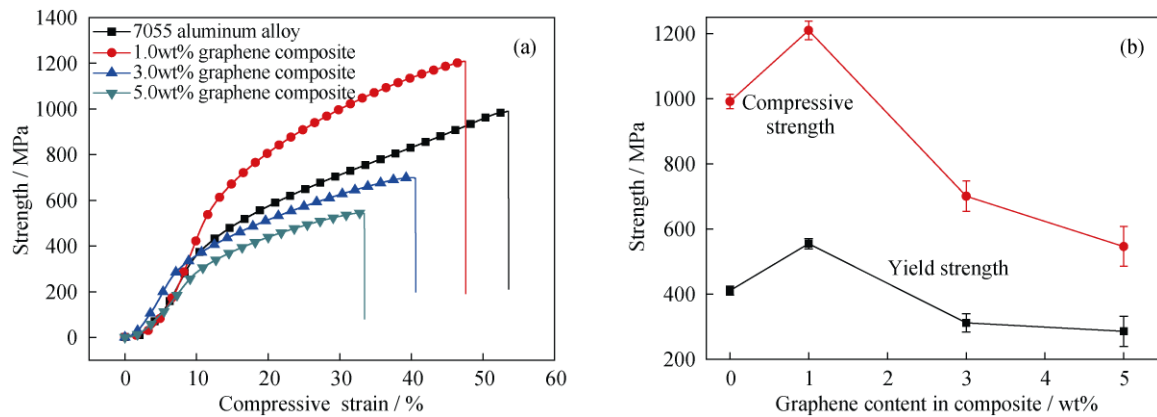 1400
1200
1000
800
600
400
200
0
Strength / MPa
7055 aluminum alloy
1.0wt% graphene composite
3.0wt% graphene composite
5.0wt% graphene composite
(a)
0 10 20 30 40 50 60
Compressive strain / %
1200
1000
800
600
400
200
Strength / MPa
(b)
Compressive
strength
Yield strength
0 1 2 3 4 5
Graphene content in composite / wt%